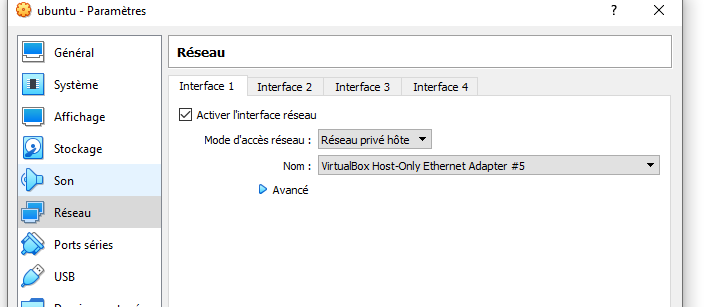 ubuntu - Paramètres
?
Général
Système
Affichage
Stockage
Son
Réseau
Ports séries
USB
Réseau
Interface 1 Interface 2 Interface 3 Interface 4
Activer l'interface réseau
Mode d'accès réseau : Réseau privé hôte
Nom : VirtualBox Host-Only Ethernet Adapter #5
Avancé